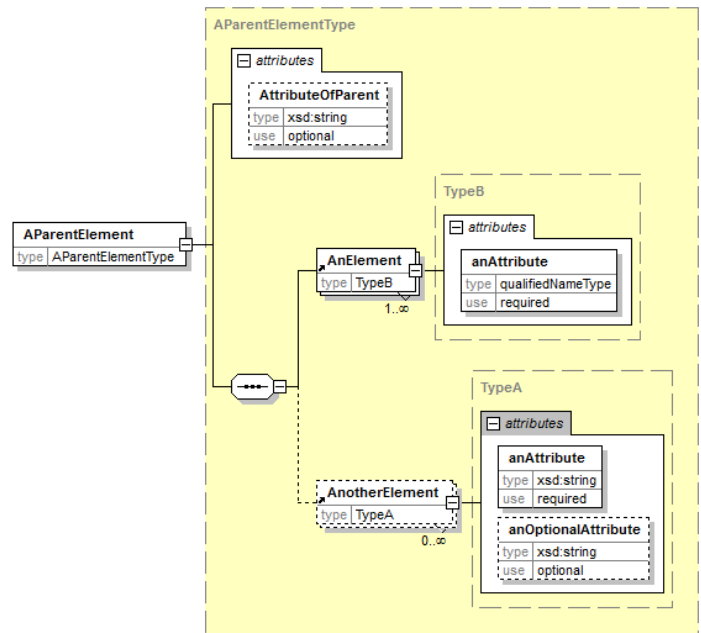 AParentElementType
attributes
AttributeOfParent
type xsd:string
use optional
AParentElement
type AParentElementType
TypeB
attributes
AnElement
type TypeB
1..∞
anAttribute
type qualifiedNameType
use required
TypeA
attributes
anAttribute
type xsd:string
use required
AnotherElement
type TypeA
0..∞
anOptionalAttribute
type xsd:string
use optional